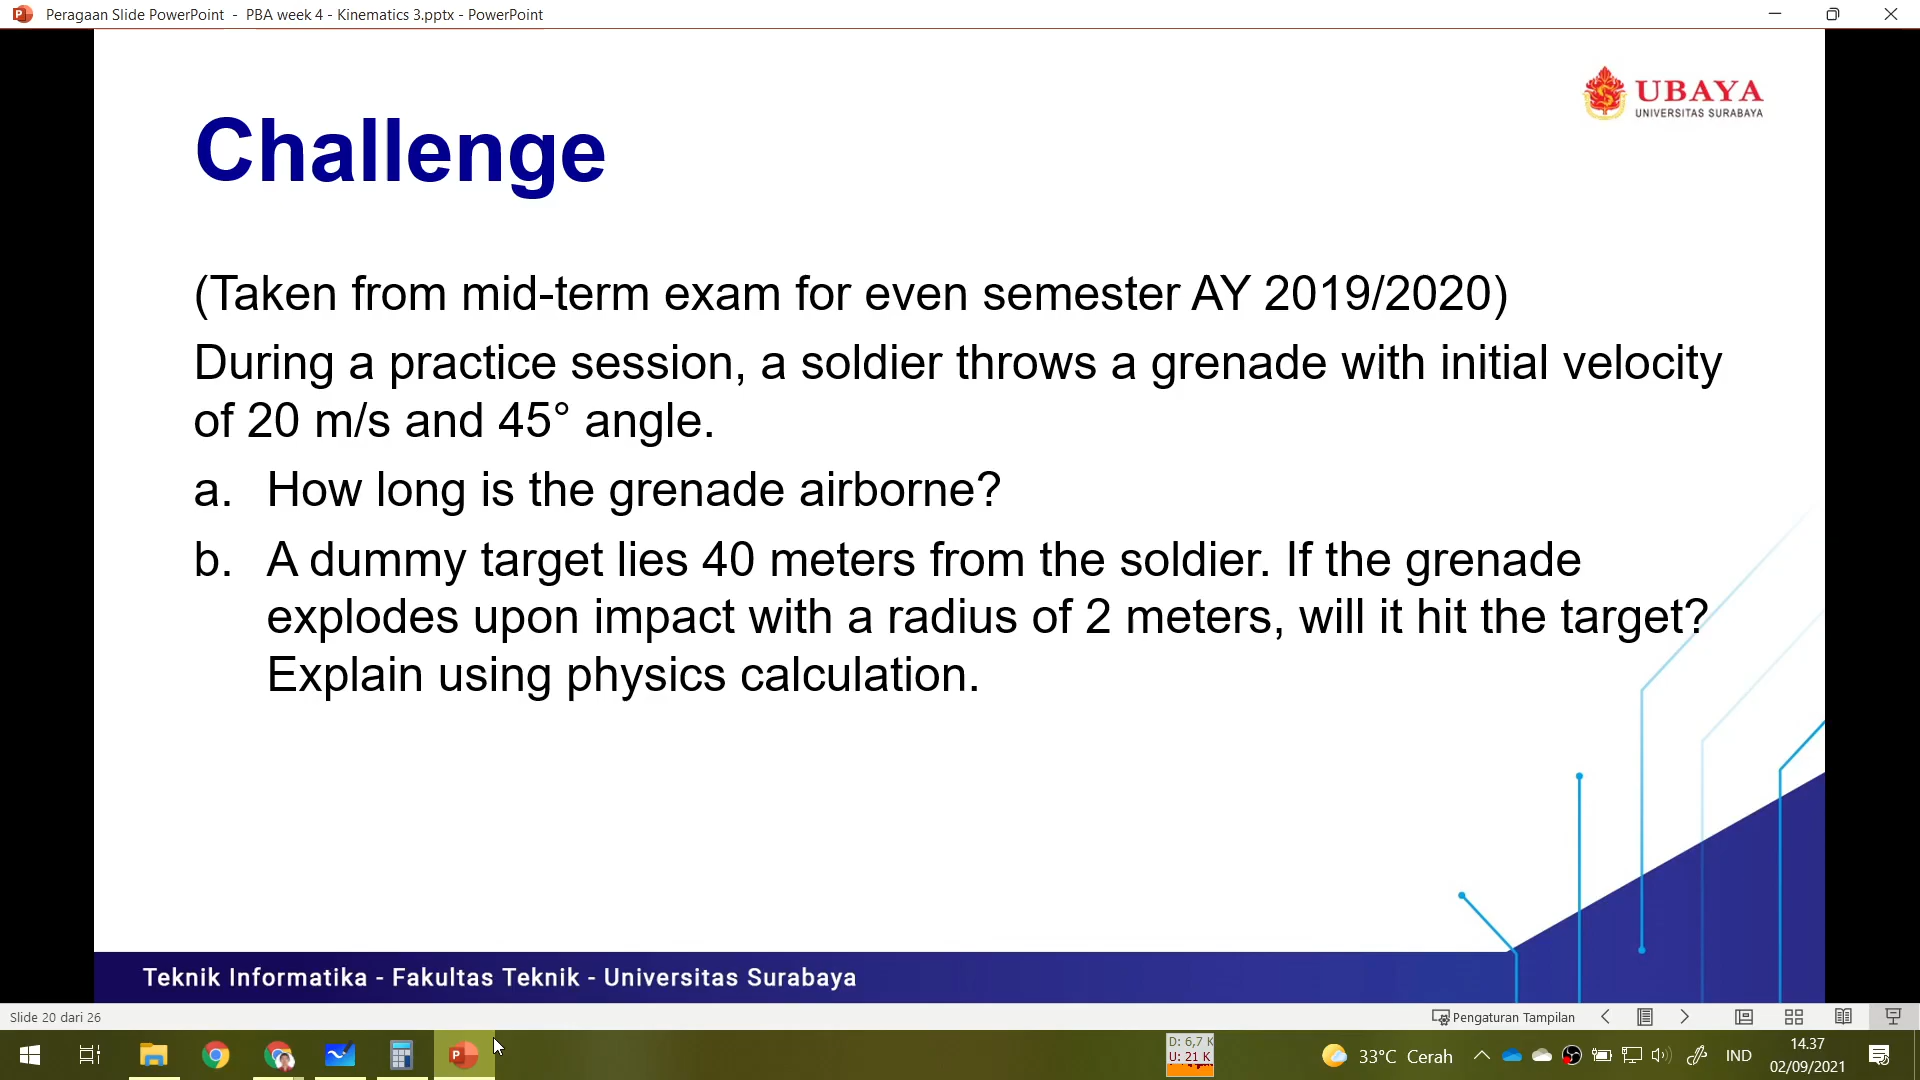 Peragaan Slide PowerPoint - PBA week 4 - Kinematics 3.pptx - PowerPoint
UBAYA
UNIVERSITAS SURABAYA
Challenge
(Taken from mid-term exam for even semester AY 2019/2020)
During a practice session, a soldier throws a grenade with initial velocity
of 20 m/s and 45° angle.
a. How long is the grenade airborne?
b. A dummy target lies 40 meters from the soldier. If the grenade
explodes upon impact with a radius of 2 meters, will it hit the target?
Explain using physics calculation.
Teknik Informatika - Fakultas Teknik - Universitas Surabaya
Slide 20 dari 26
Pengaturan Tampilan
D: 6,7 K
U: 21 K
33°C Cerah
IND
14.37
02/09/2021